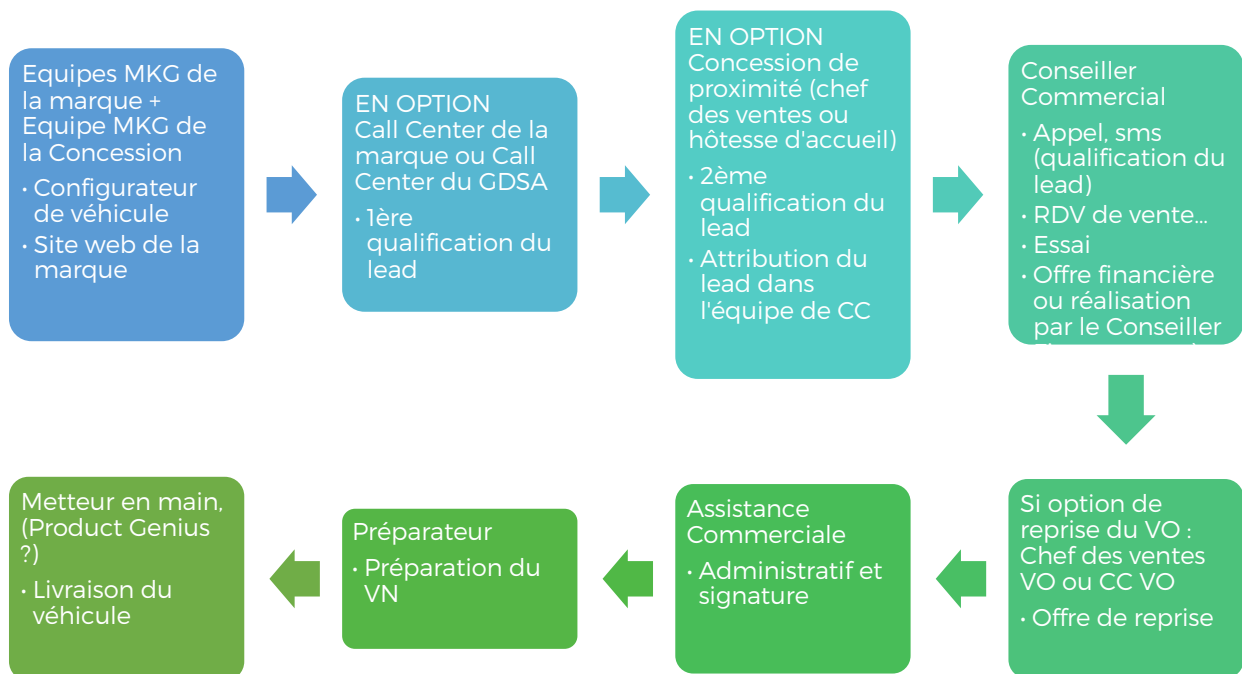 Equipes MKG de
la marque +
Equipe MKG de
la Concession
• Configurateur
de véhicule
• Site web de la
marque
EN OPTION
Call Center de la
marque ou Call
Center du GDSA
• 1ère
qualification du
lead
EN OPTION
Concession de
proximité (chef
des ventes ou
hôtesse d'accueil)
• 2ème
qualification du
lead
• Attribution du
lead dans
l'équipe de CC
Conseiller
Commercial
• Appel, sms
(qualification du
lead)
• RDV de vente...
• Essai
• Offre financière
ou réalisation
par le Conseiller
Si option de
reprise du VO :
Chef des ventes
VO ou CC VO
• Offre de reprise
Assistance
Commerciale
• Administratif et
signature
Préparateur
• Préparation du
VN
Metteur en main,
(Product Genius
?)
• Livraison du
véhicule